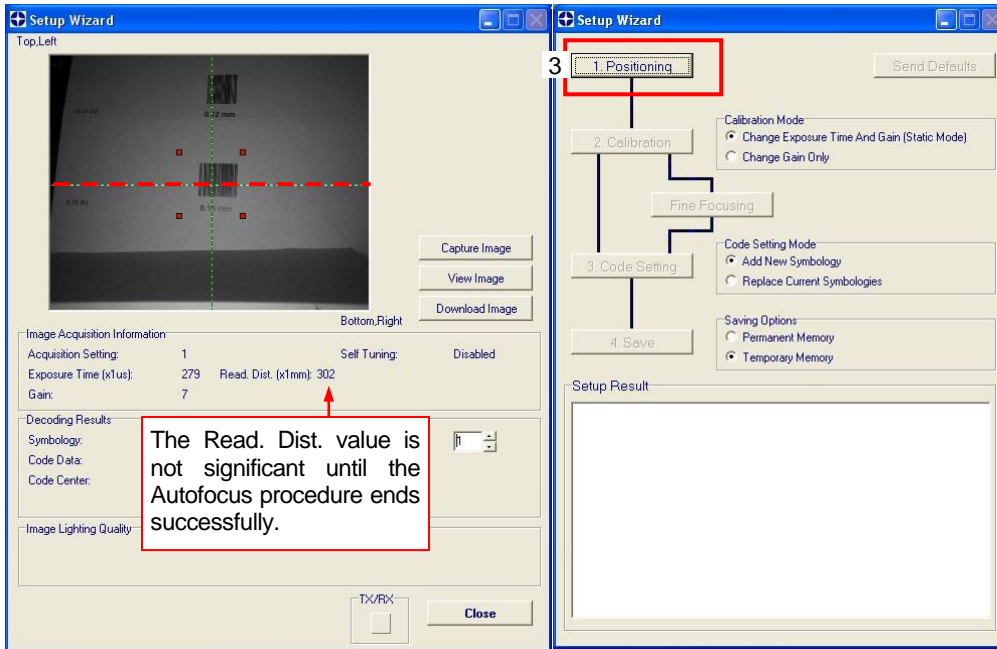 Setup Wizard
Top,Left
0.12 mm
0.15 mm
Capture Image
View Image
Download Image
Bottom,Right
Image Acquisition Information
Acquisition Setting: 1 Self Tuning: Disabled
Exposure Time (x1us): 279 Read. Dist. (x1mm): 302
Gain: 7
Decoding Results
Symbology: 1
Code Data:
Code Center:
The Read. Dist. value is
not significant until the
Autofocus procedure ends
successfully.
Image Lighting Quality
TX/RX
Close
Setup Wizard
3
1. Positioning
Send Defaults
2. Calibration
Calibration Mode
Change Exposure Time And Gain (Static Mode)
Change Gain Only
Fine Focusing
3. Code Setting
Code Setting Mode
Add New Symbology
Replace Current Symbologies
4. Save
Saving Options
Permanent Memory
Temporary Memory
Setup Result